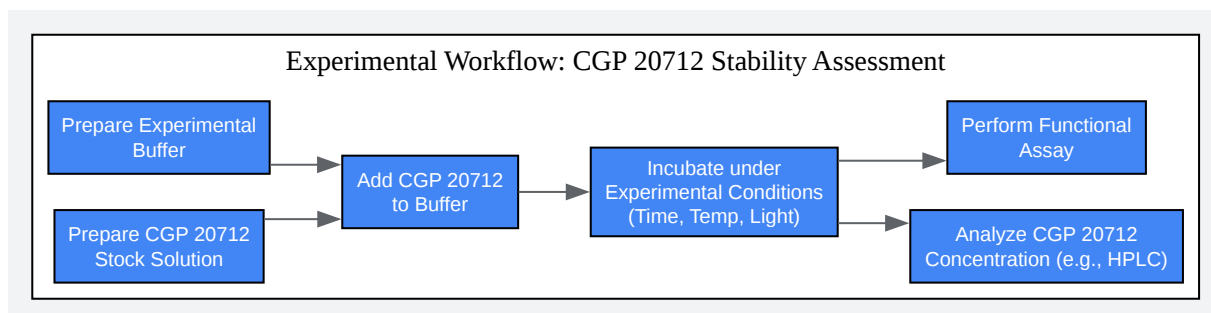 Experimental Workflow: CGP 20712 Stability Assessment
Prepare Experimental
Buffer
Prepare CGP 20712
Stock Solution
Add CGP 20712
to Buffer
Incubate under
Experimental Conditions
(Time, Temp, Light)
Perform Functional
Assay
Analyze CGP 20712
Concentration (e.g., HPLC)